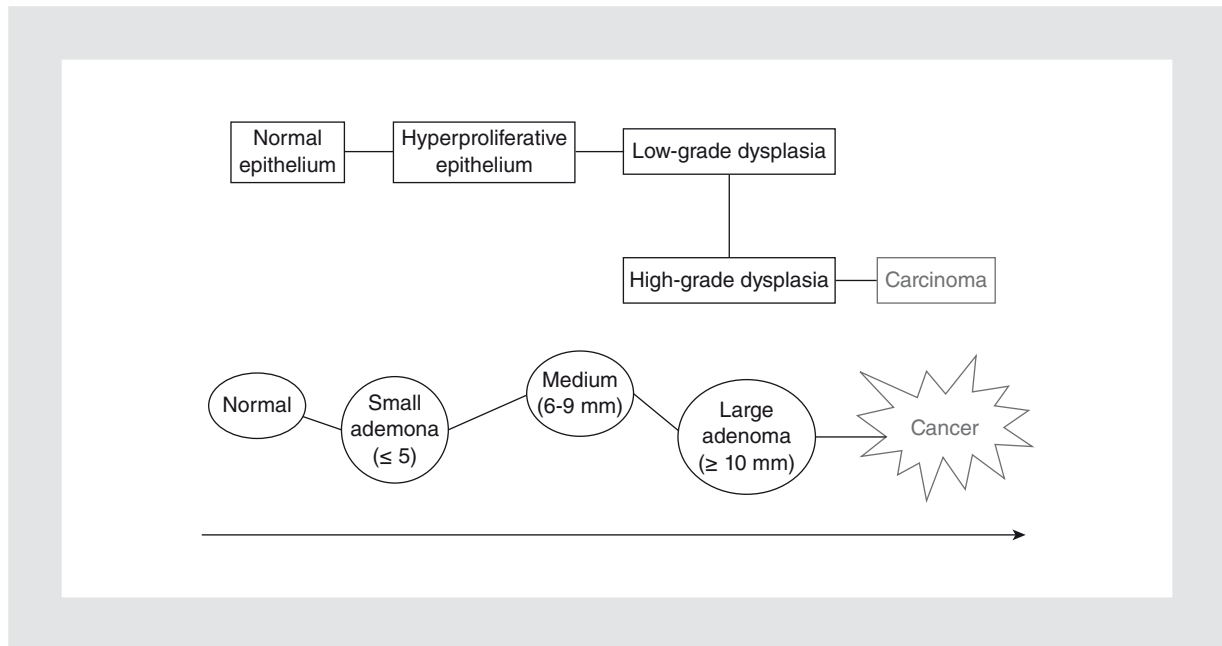 Normal
epithelium
Hyperproliferative
epithelium
Low-grade dysplasia
High-grade dysplasia
Carcinoma
Normal
Small
ademona
(≤ 5)
Medium
(6-9 mm)
Large
adenoma
(≥ 10 mm)
Cancer